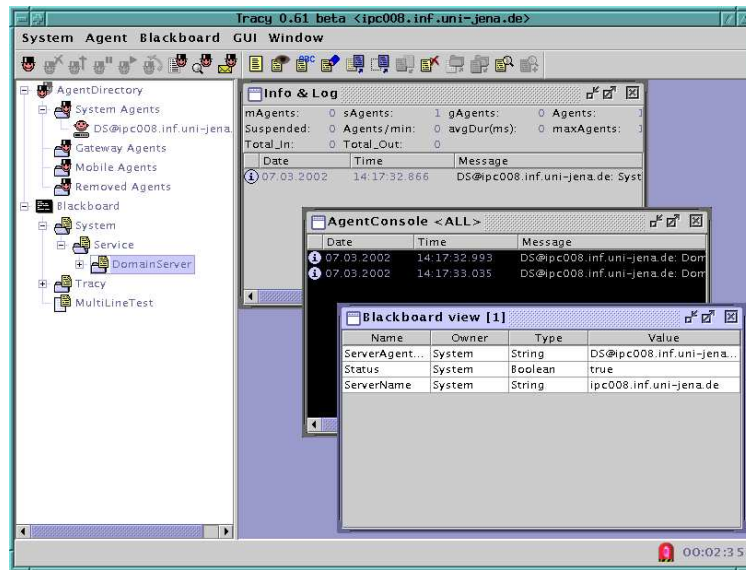 Tracy 0.61 beta <ipc008.inf.uni-jena.de>
System Agent Blackboard GUI Window
AgentDirectory
System Agents
DS@ipc008.inf.uni-jena.
Gateway Agents
Mobile Agents
Removed Agents
Blackboard
System
Service
DomainServer
Tracy
MultiLineTest
Info & Log
mAgents: 0 sAgents: 1 gAgents: 0 Agents: 1
Suspended: 0 Agents/min: 0 avgDur(ms): 0 maxAgents: 1
Total_In: 0 Total_Out: 0
Date Time Message
07.03.2002 14:17:32.866 DS@ipc008.inf.uni-jena.de: Syst
AgentConsole <ALL>
Date Time Message
07.03.2002 14:17:32.993 DS@ipc008.inf.uni-jena.de: Dom
07.03.2002 14:17:33.035 DS@ipc008.inf.uni-jena.de: Dom
Blackboard view [1]
Name Owner Type Value
ServerAgent... System String DS@ipc008.inf.uni-jena...
Status System Boolean true
ServerName System String ipc008.inf.uni-jena.de
00:02:35